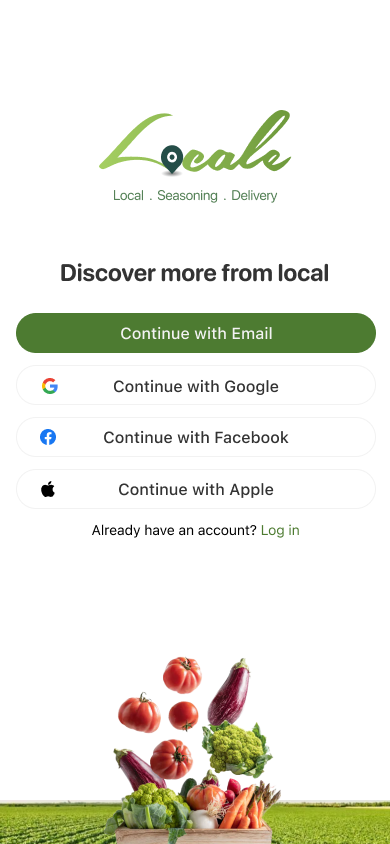 Locale
Local . Seasoning . Delivery
Discover more from local
Continue with Email
Continue with Google
Continue with Facebook
Continue with Apple
Already have an account? Log in